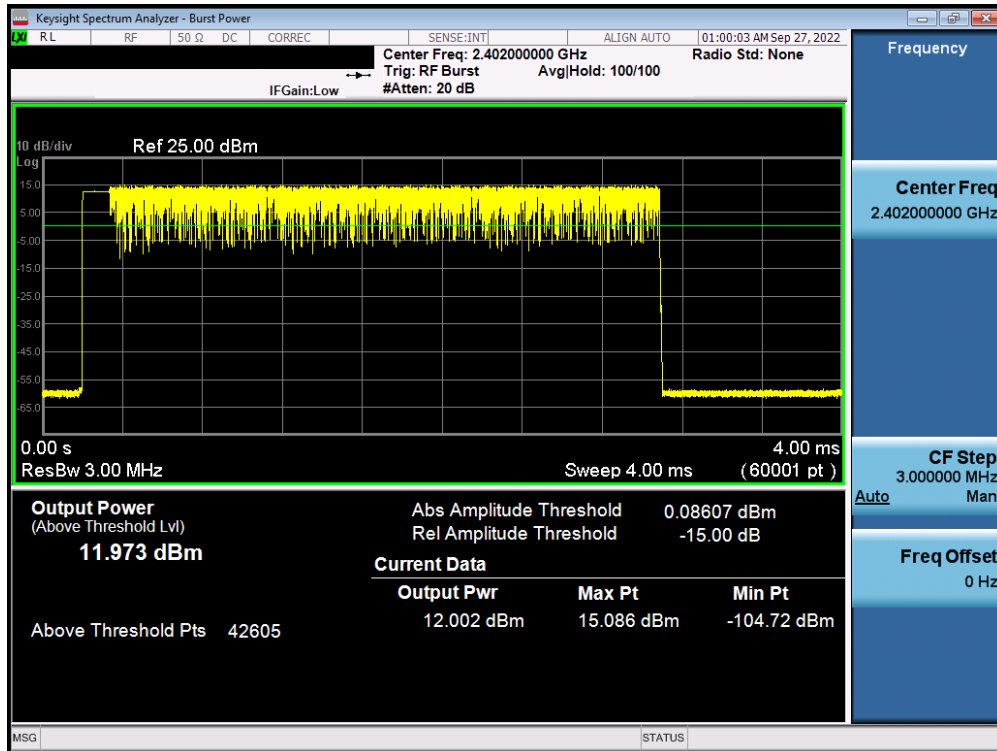 Keysight Spectrum Analyzer - Burst Power
LXI RL RF 50 Ω DC CORREC SENSE:INT ALIGN AUTO 01:00:03 AM Sep 27, 2022
Center Freq: 2.402000000 GHz Radio Std: None
Trig: RF Burst Avg|Hold: 100/100
IFGain:Low #Atten: 20 dB
Frequency
10 dB/div Ref 25.00 dBm
Log
15.0
5.00
-5.00
-15.0
-25.0
-35.0
-45.0
-55.0
-65.0
0.00 s 4.00 ms
ResBw 3.00 MHz Sweep 4.00 ms (60001 pt)
Output Power
(Above Threshold Lvl)
11.973 dBm
Above Threshold Pts 42605
Abs Amplitude Threshold 0.08607 dBm
Rel Amplitude Threshold -15.00 dB
Current Data
Output Pwr Max Pt Min Pt
12.002 dBm 15.086 dBm -104.72 dBm
Center Freq
2.402000000 GHz
CF Step
3.000000 MHz
Auto Man
Freq Offset
0 Hz
MSG STATUS